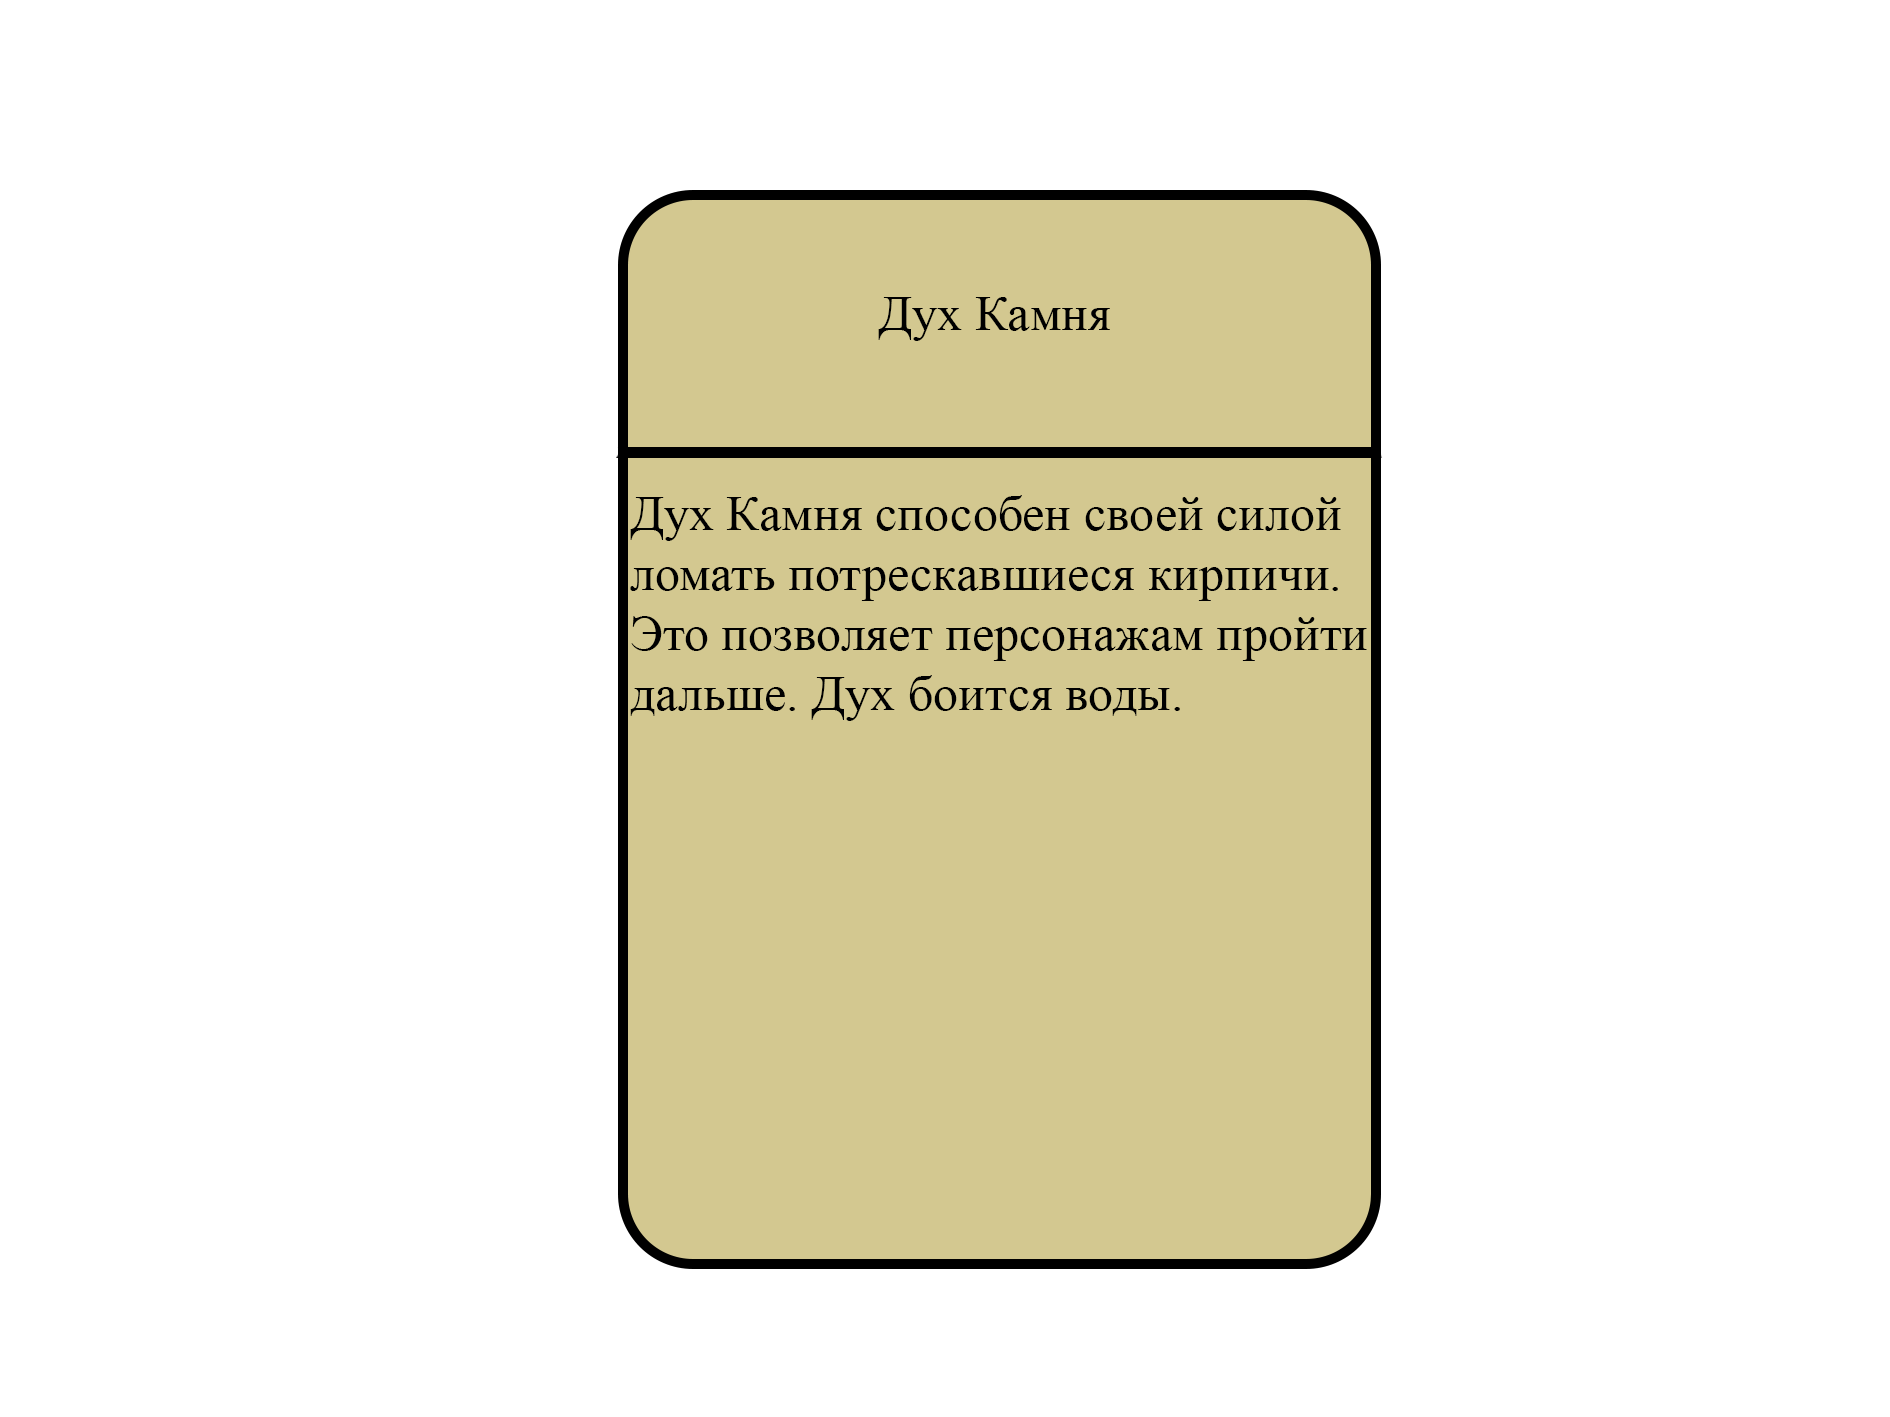 Дух Камня
Дух Камня способен своей силой
ломать потрескавшиеся кирпичи.
Это позволяет персонажам пройти
дальше. Дух боится воды.